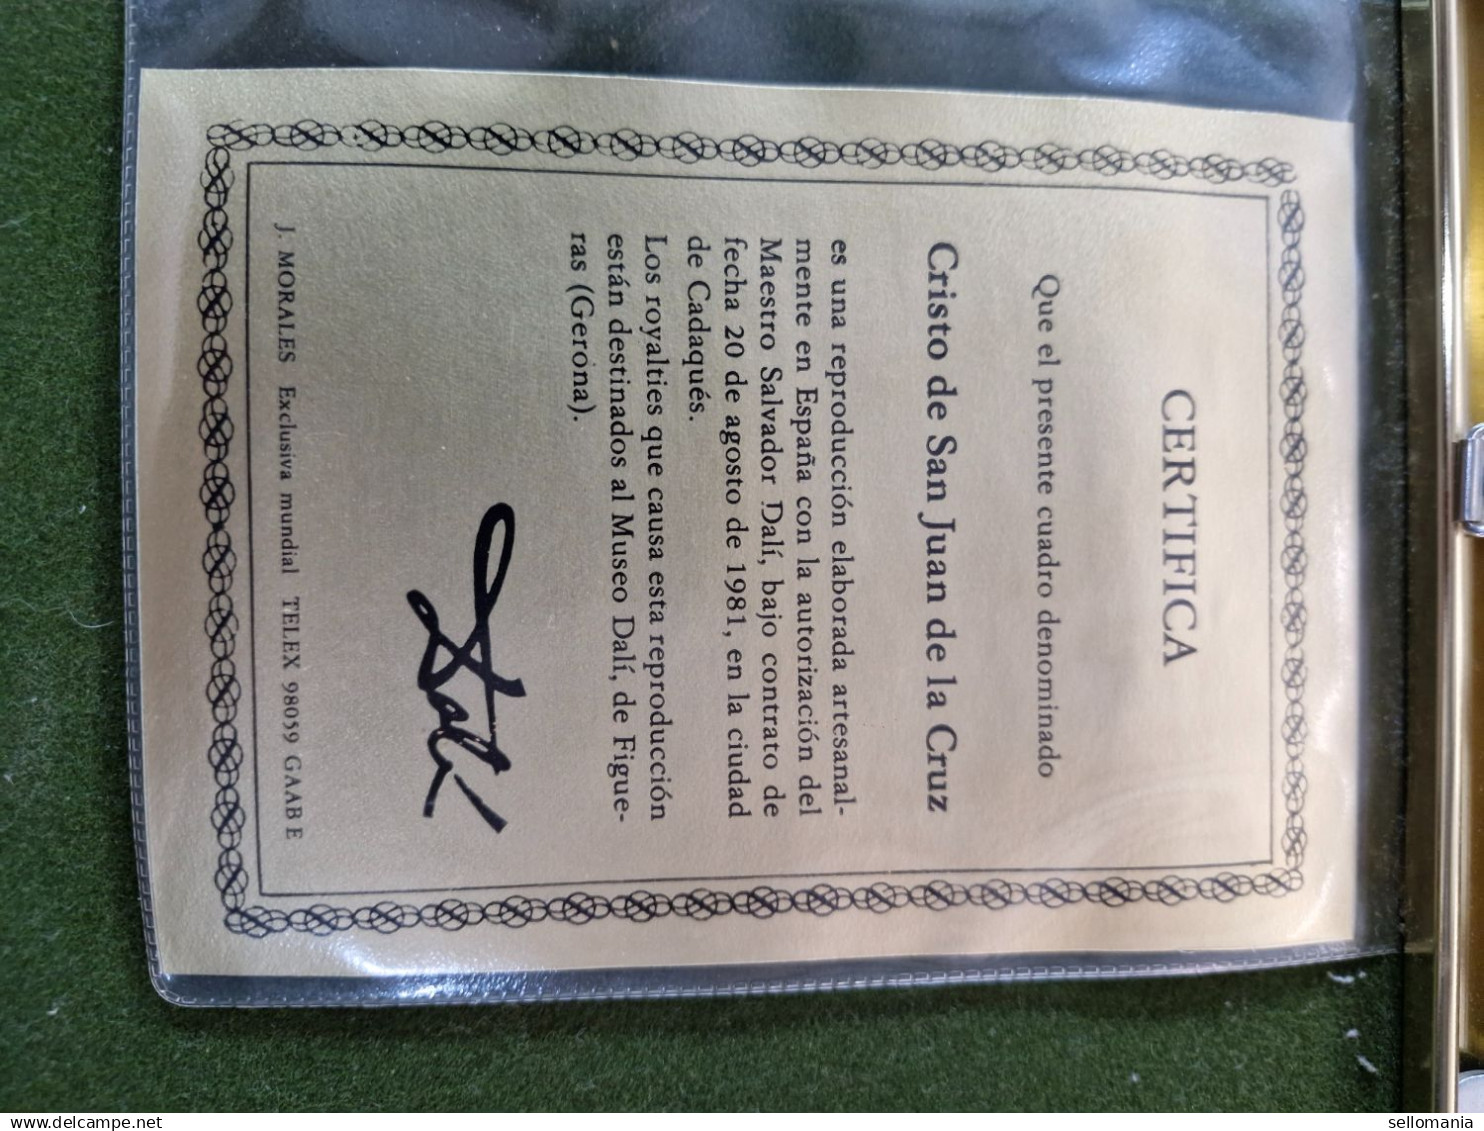 CERTIFICA
Que el presente cuadro denominado
Cristo de San Juan de la Cruz
es una reproducción elaborada artesanal-
mente en España con la autorización del
Maestro Salvador Dalí, bajo contrato de
fecha 20 de agosto de 1981, en la ciudad
de Cadaqués.
Los royalties que causa esta reproducción
están destinados al Museo Dalí, de Figue-
ras (Gerona).
Dalí
J. MORALES Exclusiva mundial TELEX 98059 GAAB E
delcampe.net
sellomania